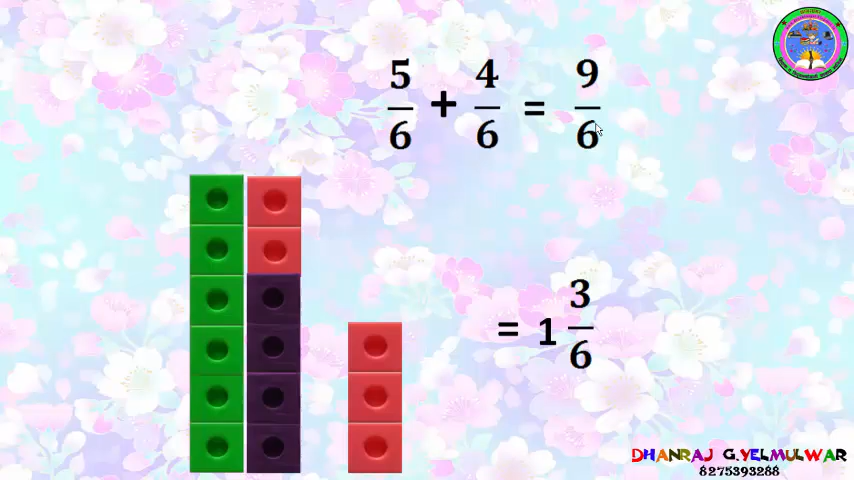 5/6 + 4/6 = 9/6
= 1 3/6
DHANRAJ G.YELMULWAR
8275393288